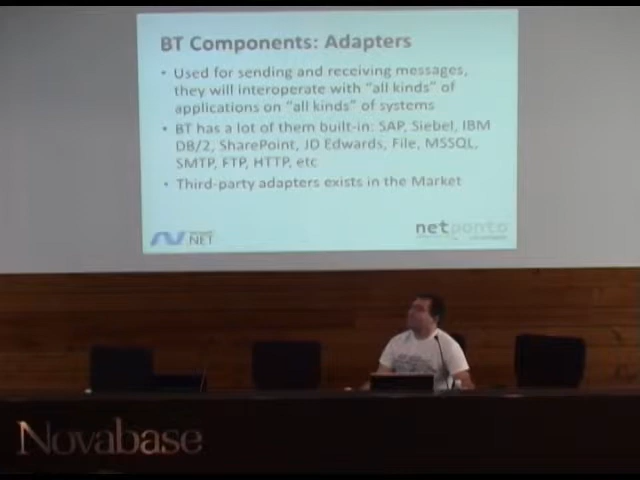 BT Components: Adapters
• Used for sending and receiving messages,
they will interoperate with "all kinds" of
applications on "all kinds" of systems
• BT has a lot of them built-in: SAP, Siebel, IBM
DB/2, SharePoint, JD Edwards, File, MSSQL,
SMTP, FTP, HTTP, etc
• Third-party adapters exists in the Market
.NET
netponto
Novabase